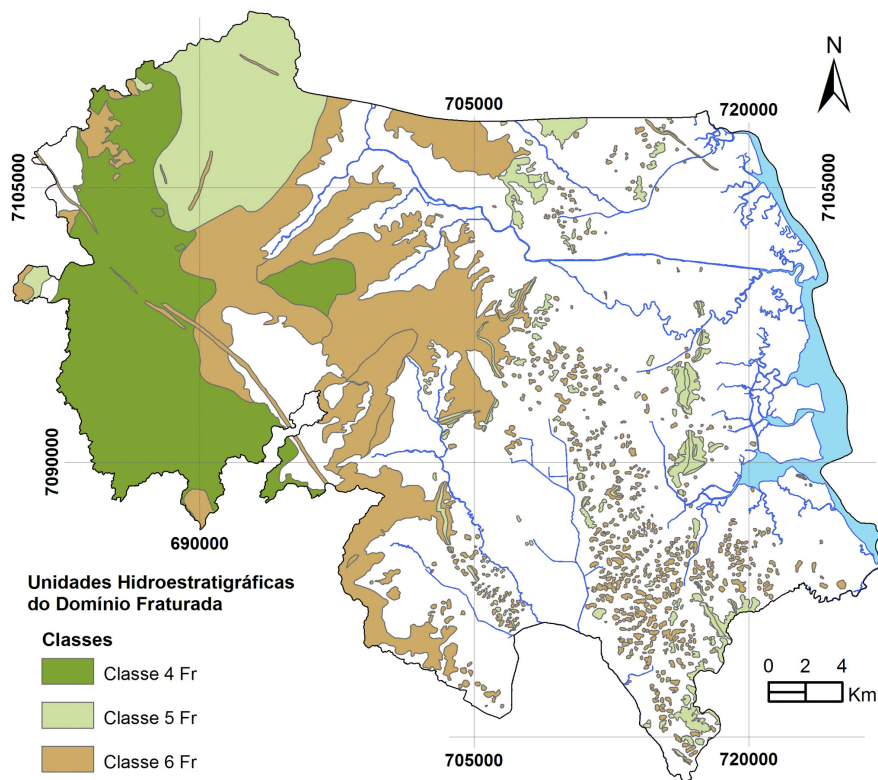 N
705000
720000
7105000
7105000
7090000
690000
Unidades Hidroestratigráficas
do Domínio Fraturada
Classes
Classe 4 Fr
Classe 5 Fr
Classe 6 Fr
0 2 4
Km
705000
720000